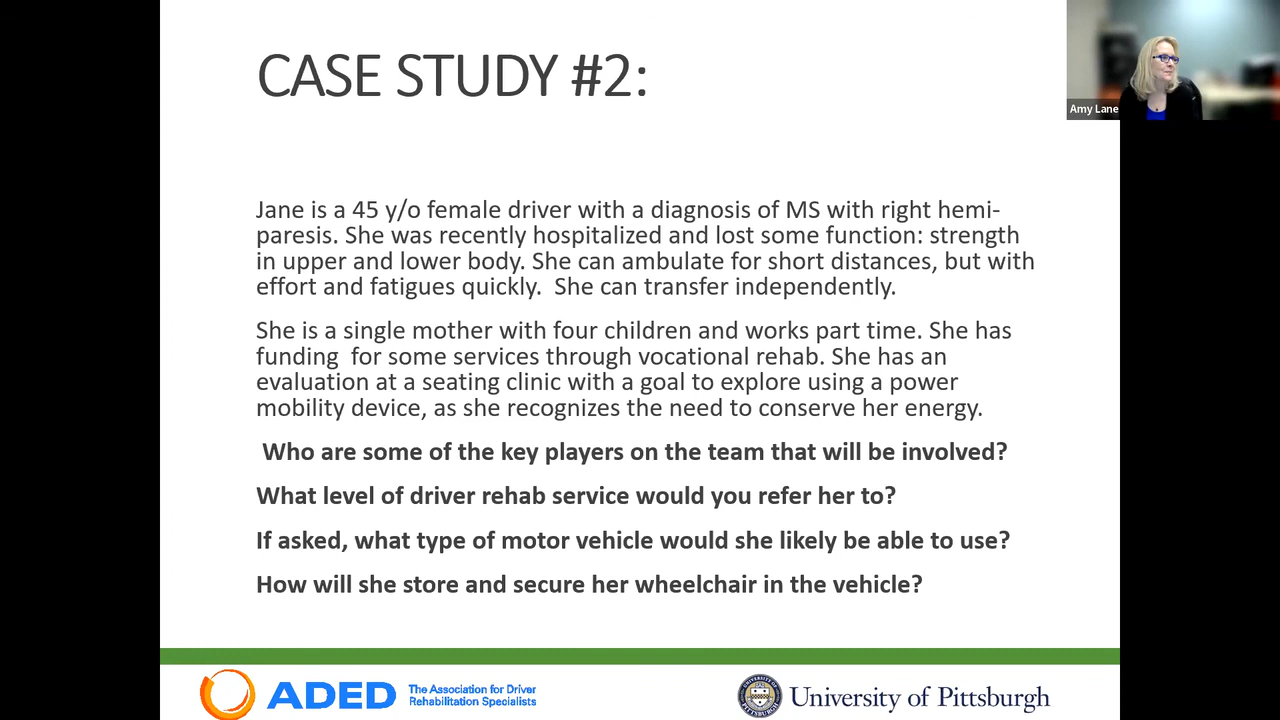 CASE STUDY #2:
Amy Lane
Jane is a 45 y/o female driver with a diagnosis of MS with right hemi-
paresis. She was recently hospitalized and lost some function: strength
in upper and lower body. She can ambulate for short distances, but with
effort and fatigues quickly.  She can transfer independently.
She is a single mother with four children and works part time. She has
funding  for some services through vocational rehab. She has an
evaluation at a seating clinic with a goal to explore using a power
mobility device, as she recognizes the need to conserve her energy.
Who are some of the key players on the team that will be involved?
What level of driver rehab service would you refer her to?
If asked, what type of motor vehicle would she likely be able to use?
How will she store and secure her wheelchair in the vehicle?
ADED
The Association for Driver
Rehabilitation Specialists
University of Pittsburgh